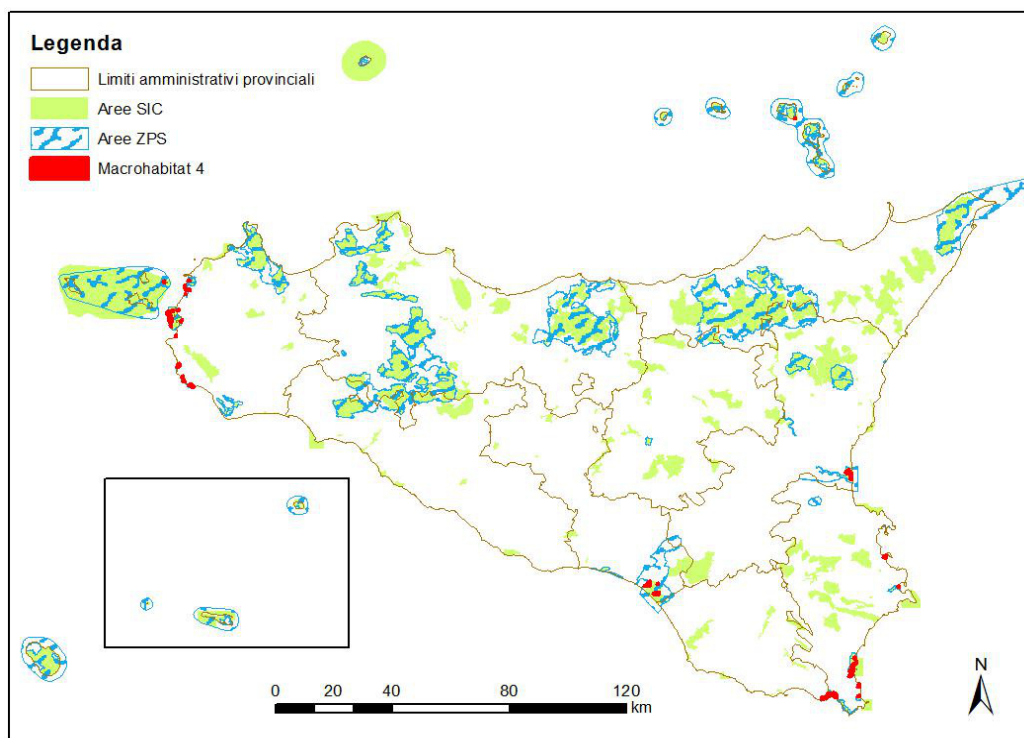 Legenda
Limiti amministrativi provinciali
Aree SIC
Aree ZPS
Macrohabitat 4
0 20 40 80 120
km
N